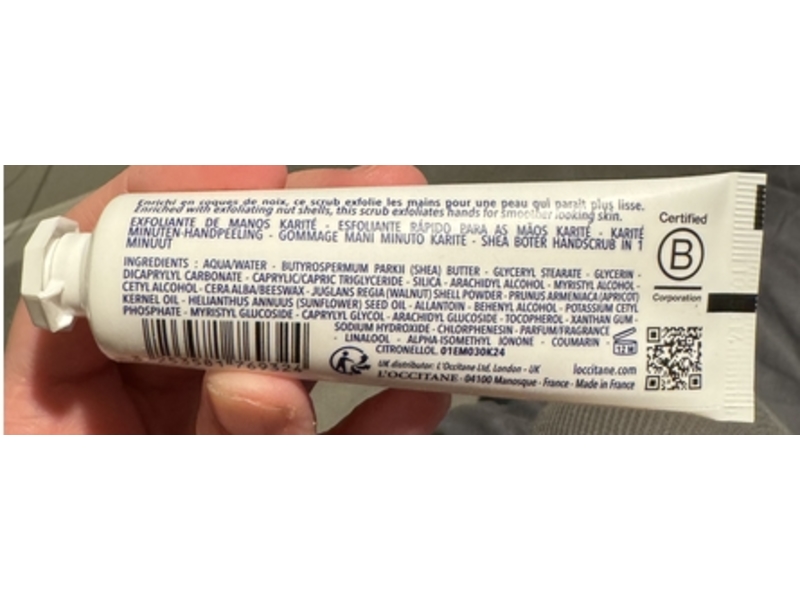 Enrichi en coques de noix, ce scrub exfolie les mains pour une peau qui paraît plus lisse.
Enriched with exfoliating nut shells, this scrub exfoliates hands for smoother looking skin.
EXFOLIANTE DE MANOS KARITÉ - ESFOLIANTE RÁPIDO PARA AS MÃOS KARITÉ - KARITÉ
MINUTEN-HANDPEELING - GOMMAGE MANI MINUTO KARITÉ - SHEA BOTER HANDSCRUB IN 1
MINUUT
INGREDIENTS : AQUA/WATER - BUTYROSPERMUM PARKII (SHEA) BUTTER - GLYCERYL STEARATE - GLYCERIN -
DICAPRYLYL CARBONATE - CAPRYLIC/CAPRIC TRIGLYCERIDE - SILICA - ARACHIDYL ALCOHOL - MYRISTYL ALCOHOL -
CETYL ALCOHOL - CERA ALBA/BEESWAX - JUGLANS REGIA (WALNUT) SHELL POWDER - PRUNUS ARMENIACA (APRICOT)
KERNEL OIL - HELIANTHUS ANNUUS (SUNFLOWER) SEED OIL - ALLANTOIN - BEHENYL ALCOHOL - POTASSIUM CETYL
PHOSPHATE - MYRISTYL GLUCOSIDE - CAPRYLYL GLYCOL - ARACHIDYL GLUCOSIDE - TOCOPHEROL - XANTHAN GUM -
SODIUM HYDROXIDE - CHLORPHENESIN - PARFUM/FRAGRANCE
- LINALOOL - ALPHA-ISOMETHYL IONONE - COUMARIN -
CITRONELLOL 01EM030K24
12 M
UK distributor: L'Occitane Ltd, London - UK
loccitane.com
L'OCCITANE - 04100 Manosque - France - Made in France
Certified
B
Corporation